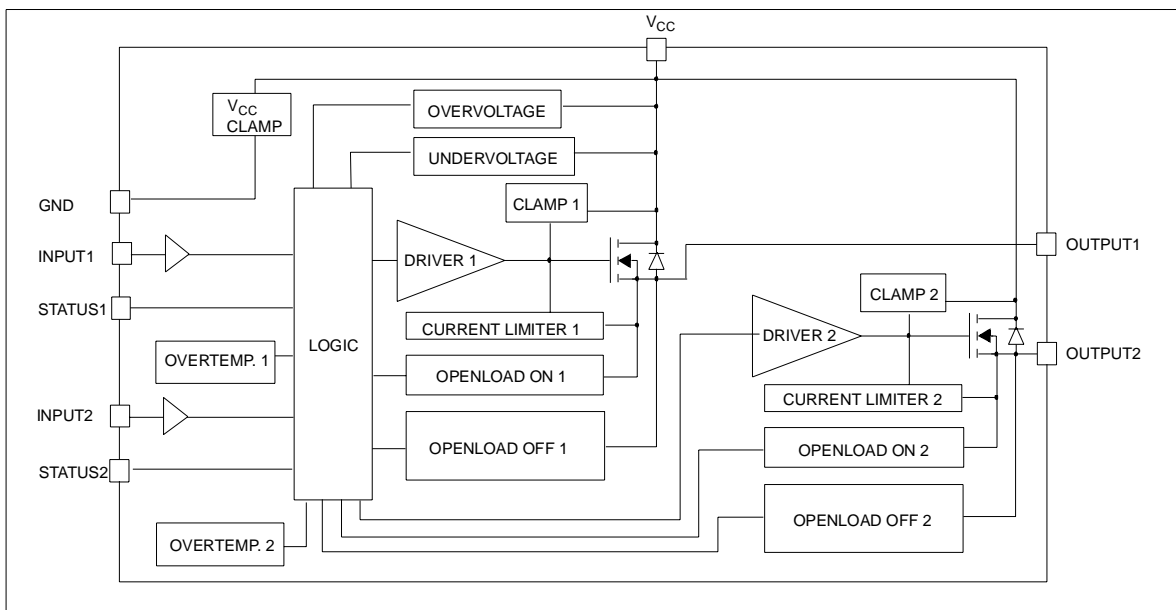 VCC
VCC
CLAMP
OVERVOLTAGE
UNDERVOLTAGE
GND
CLAMP 1
INPUT1
DRIVER 1
OUTPUT1
STATUS1
CLAMP 2
CURRENT LIMITER 1
DRIVER 2
LOGIC
OVERTEMP. 1
OUTPUT2
OPENLOAD ON 1
CURRENT LIMITER 2
INPUT2
OPENLOAD OFF 1
OPENLOAD ON 2
STATUS2
OPENLOAD OFF 2
OVERTEMP. 2